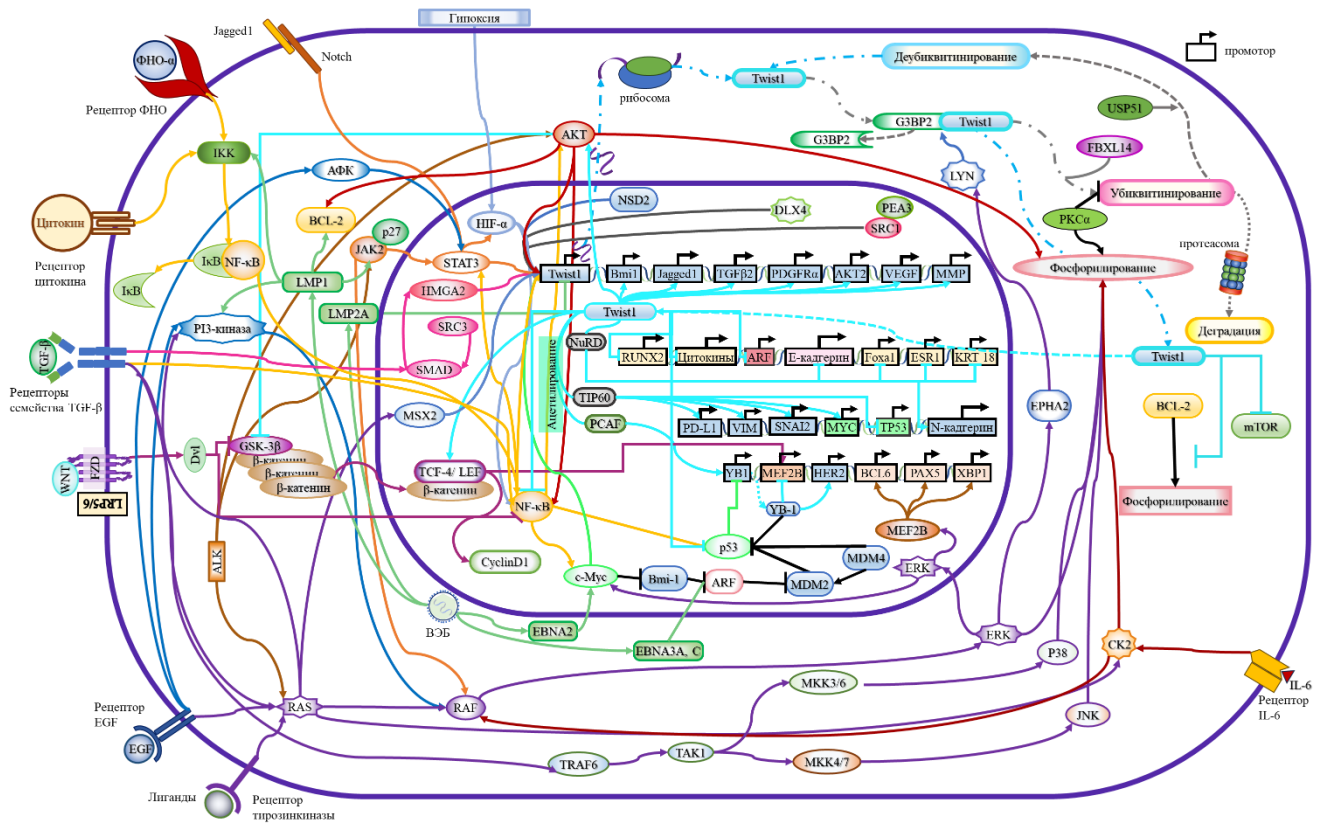 Jagged1
Notch
Гипоксия
промотор
ФНО-α
Рецептор ФНО
рибосома
Twist1
Деубиквитинирование
G3BP2
Twist1
G3BP2
USP51
FBXL14
Убиквитинирование
PKCα
LYN
протеасома
Фосфорилирование
Деградация
Twist1
mTOR
BCL-2
Фосфорилирование
IKK
АФК
AKT
BCL-2
p27
JAK2
Цитокин
Рецептор
цитокина
IκB
NF-κB
IκB
LMP1
LMP2A
PI3-киназа
STAT3
HIF-α
NSD2
DLX4
PEA3
SRC1
HMGA2
SRC3
SMAD
MSX2
Twist1
Bmi1
Jagged1
TGFβ2
PDGFRα
AKT2
VEGF
MMP
Twist1
NuRD
RUNX2
Цитокины
ARF
Е-кадгерин
Foxa1
ESR1
KRT 18
Ацетилирование
TIP60
PCAF
PD-L1
VIM
SNAI2
MYC
TP53
N-кадгерин
YB1
MEF2B
HER2
BCL6
PAX5
XBP1
YB-1
MEF2B
p53
MDM4
MDM2
ARF
Bmi-1
c-Myc
ERK
TCF-4/ LEF
β-катенин
NF-κB
CyclinD1
TGF-β
Рецепторы
семейства TGF-β
WNT
FZD
LRP5/6
Dvl
GSK-3β
β-катенин
β-катенин
β-катенин
ALK
ВЭБ
EBNA2
EBNA3A, C
EPHA2
ERK
P38
CK2
JNK
IL-6
Рецептор
IL-6
MKK3/6
MKK4/7
TAK1
TRAF6
RAF
RAS
Рецептор
EGF
EGF
Лиганды
Рецептор
тирозинкиназы